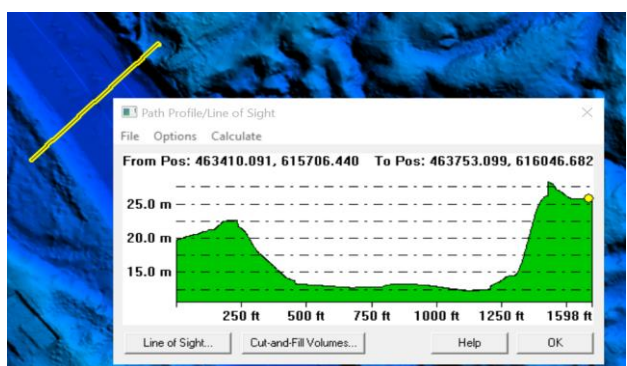 Path Profile/Line of Sight
File Options Calculate
From Pos: 463410.091, 615706.440 To Pos: 463753.099, 616046.682
25.0 m
20.0 m
15.0 m
250 ft 500 ft 750 ft 1000 ft 1250 ft 1598 ft
Line of Sight... Cut-and-Fill Volumes... Help OK